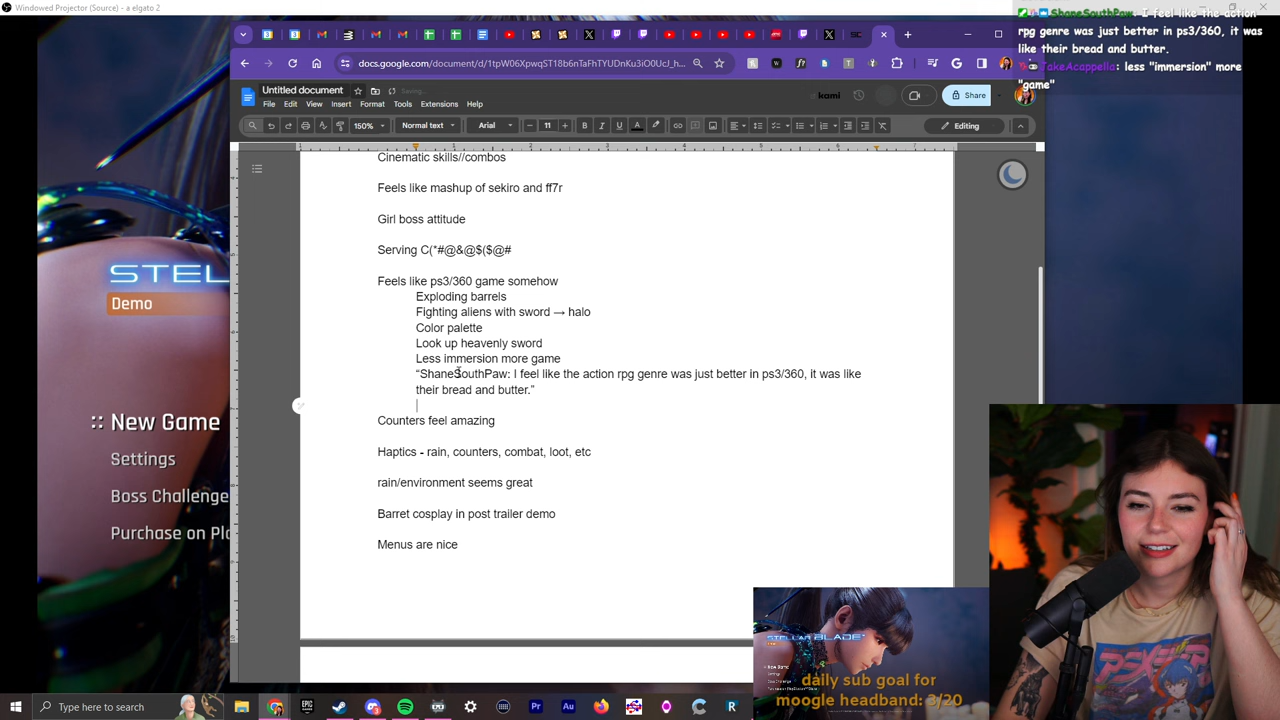 Windowed Projector (Source) - a elgato 2
ShaneSouthPaw: I feel like the action
rpg genre was just better in ps3/360, it was
like their bread and butter.
TakeAcappella: less "immersion" more
"game"
docs.google.com/document/d/1tpW06XpwqST18b6nTaFhTYUDnKu3iO0UcJ_h...
Untitled document
Saving...
File Edit View Insert Format Tools Extensions Help
Share
150% Normal text Arial 11 Editing
Cinematic skills//combos
Feels like mashup of sekiro and ff7r
Girl boss attitude
Serving C(*#@&@$($@#
Feels like ps3/360 game somehow
Exploding barrels
Fighting aliens with sword → halo
Color palette
Look up heavenly sword
Less immersion more game
“ShaneSouthPaw: I feel like the action rpg genre was just better in ps3/360, it was like
their bread and butter.”
Counters feel amazing
Haptics - rain, counters, combat, loot, etc
rain/environment seems great
Barret cosplay in post trailer demo
Menus are nice
STEL
Demo
:: New Game
Settings
Boss Challenge
Purchase on Pl
STELLAR BLADE
daily sub goal for
moogle headband: 3/20
Type here to search